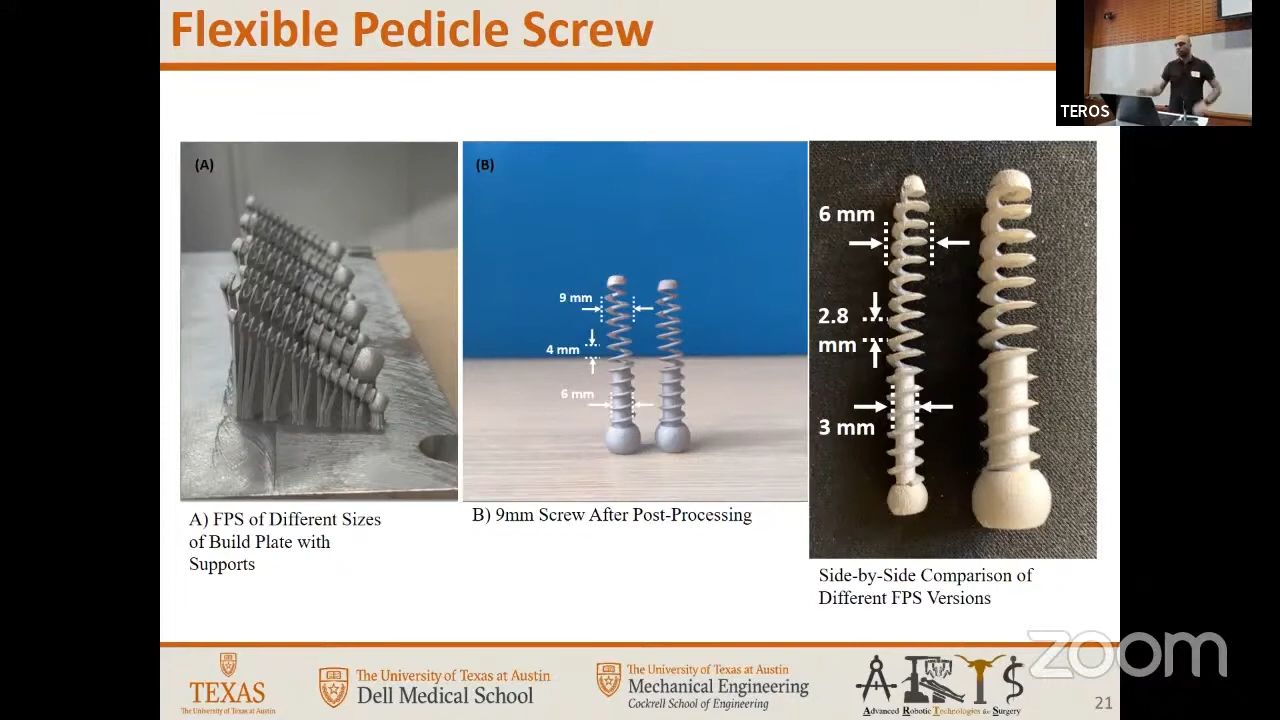 Flexible Pedicle Screw
TEROS
(A)
(B)
9 mm
4 mm
6 mm
6 mm
2.8
mm
3 mm
A) FPS of Different Sizes
of Build Plate with
Supports
B) 9mm Screw After Post-Processing
Side-by-Side Comparison of
Different FPS Versions
TEXAS
The University of Texas at Austin
The University of Texas at Austin
Dell Medical School
The University of Texas at Austin
Mechanical Engineering
Cockrell School of Engineering
ARTS
Advanced Robotic Technologies for Surgery
zoom
21